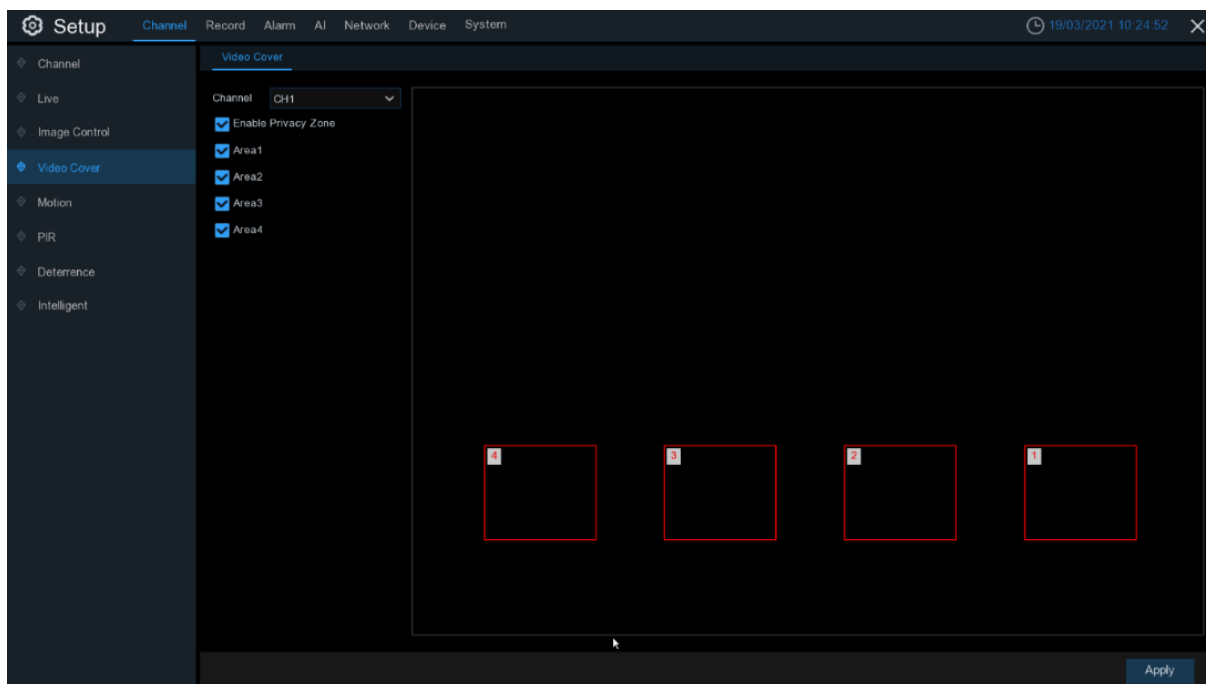 Setup Channel Record Alarm AI Network Device System 19/03/2021 10:24:52
Channel
Live
Image Control
Video Cover
Motion
PIR
Deterrence
Intelligent
Video Cover
Channel CH1
Enable Privacy Zone
Area1
Area2
Area3
Area4
4 3 2 1
Apply